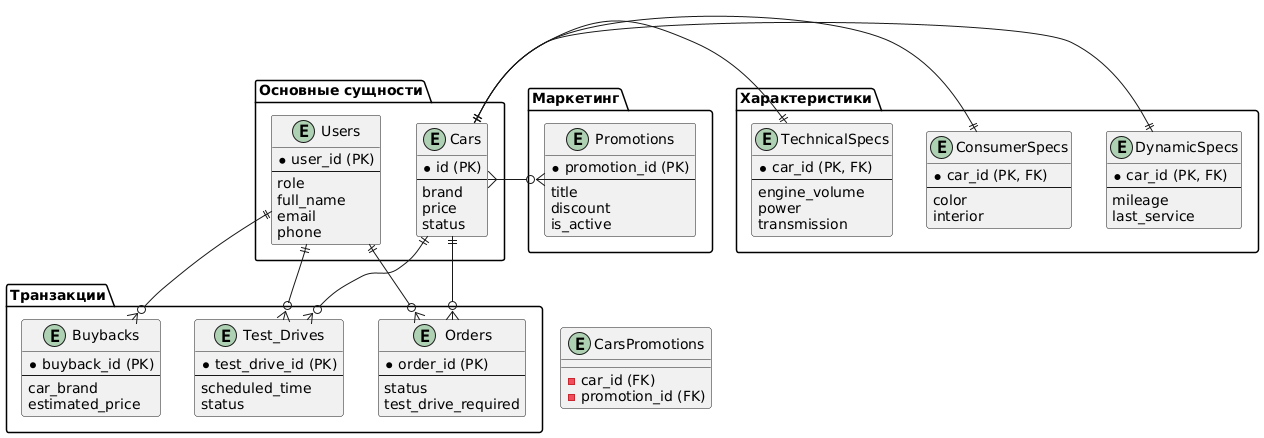 Основные сущности
E Users
* user_id (PK)
role
full_name
email
phone
E Cars
* id (PK)
brand
price
status
Маркетинг
E Promotions
* promotion_id (PK)
title
discount
is_active
Характеристики
E TechnicalSpecs
* car_id (PK, FK)
engine_volume
power
transmission
E ConsumerSpecs
* car_id (PK, FK)
color
interior
E DynamicSpecs
* car_id (PK, FK)
mileage
last_service
Транзакции
E Buybacks
* buyback_id (PK)
car_brand
estimated_price
E Test_Drives
* test_drive_id (PK)
scheduled_time
status
E Orders
* order_id (PK)
status
test_drive_required
E CarsPromotions
car_id (FK)
promotion_id (FK)